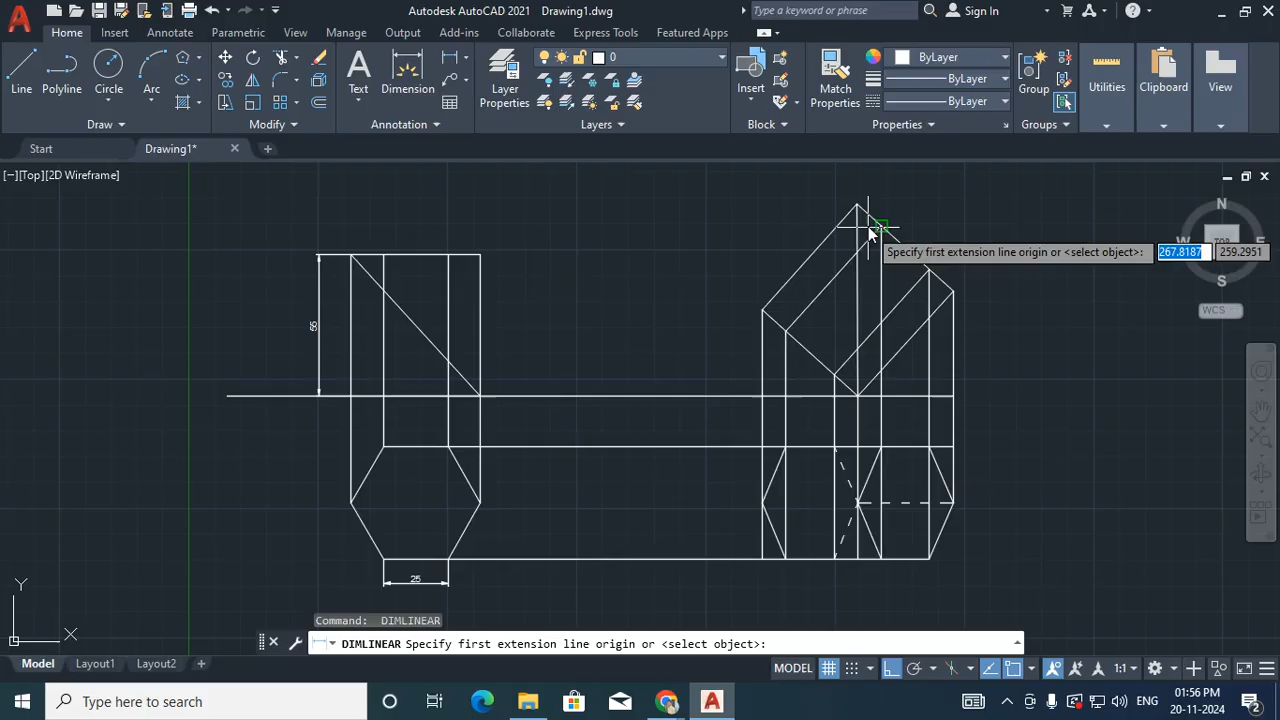 Autodesk AutoCAD 2021 Drawing1.dwg
Type a keyword or phrase
Sign In
Home Insert Annotate Parametric View Manage Output Add-ins Collaborate Express Tools Featured Apps
Line Polyline Circle Arc
Text Dimension
Layer Properties
0
Insert
Match Properties
ByLayer
ByLayer
ByLayer
Group
Utilities
Clipboard
View
Draw Modify Annotation Layers Block Properties Groups
Start Drawing1*
[−][Top][2D Wireframe]
N
W
TOP
E
S
WCS
Specify first extension line origin or <select object>: 267.8187 259.2951
55
25
Y
X
Command: DIMLINEAR
DIMLINEAR Specify first extension line origin or <select object>:
Model Layout1 Layout2
MODEL
1:1
Type here to search
ENG
01:56 PM
20-11-2024
2